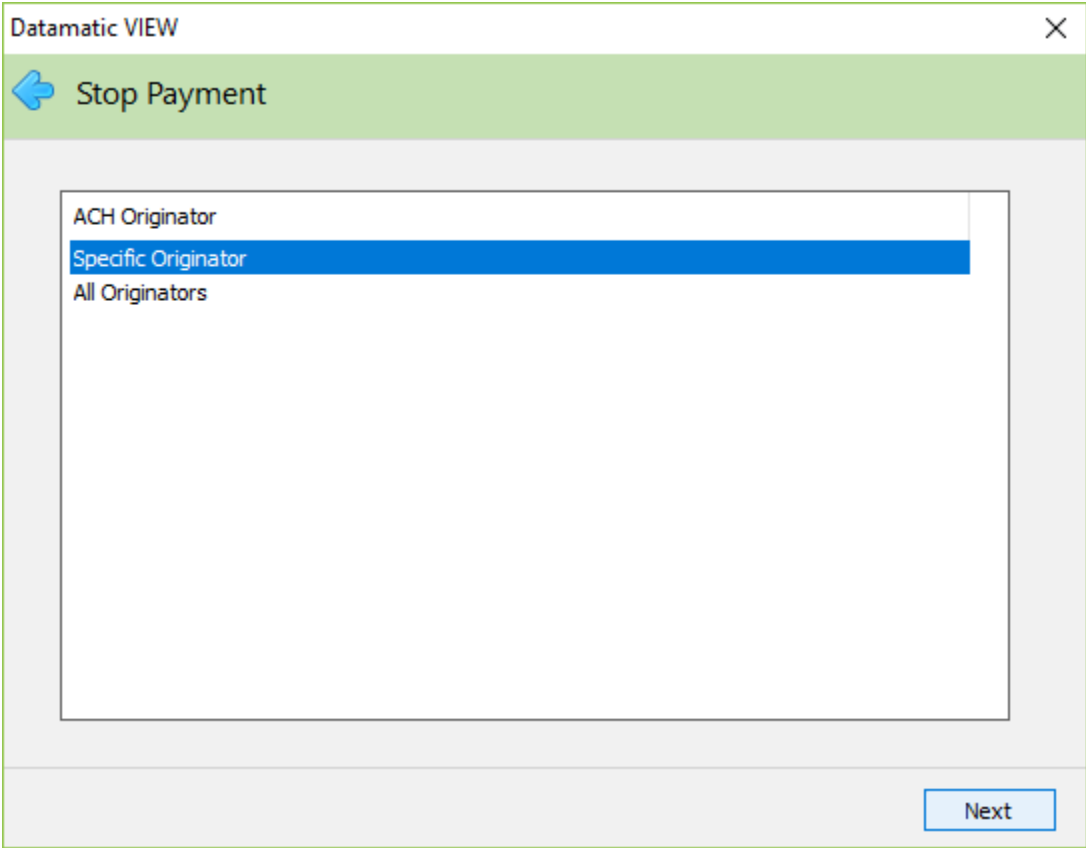 Datamatic VIEW
Stop Payment
ACH Originator
Specific Originator
All Originators
Next